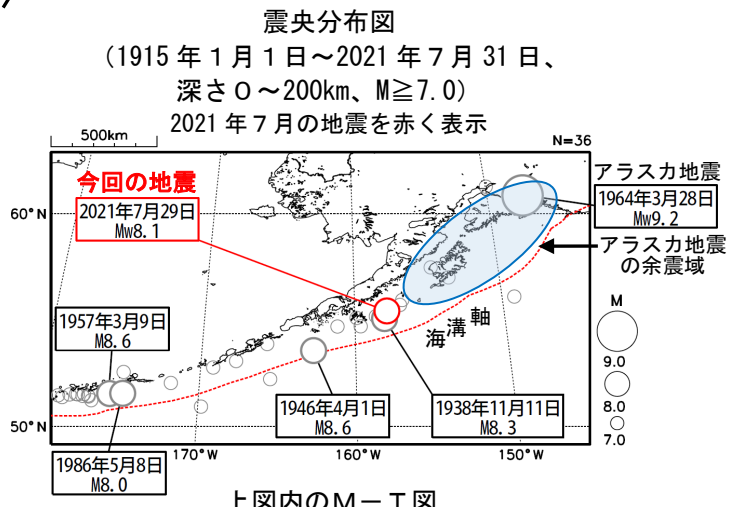 震央分布図
(1915年1月1日～2021年7月31日、
深さ0～200km、M≧7.0)
2021年7月の地震を赤く表示
500km
N=36
今回の地震
2021年7月29日
Mw8.1
アラスカ地震
1964年3月28日
Mw9.2
60°N
アラスカ地震
の余震域
1957年3月9日
M8.6
海溝軸
M
9.0
8.0
7.0
1946年4月1日
M8.6
1938年11月11日
M8.3
50°N
170°W
160°W
150°W
1986年5月8日
M8.0
上図内のM－T図